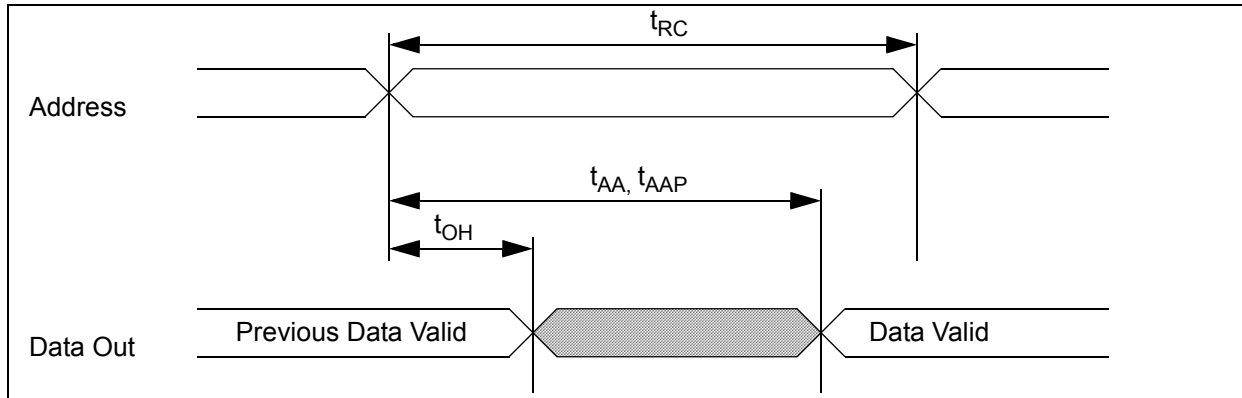 tRC
Address
tAA, tAAP
tOH
Previous Data Valid
Data Valid
Data Out